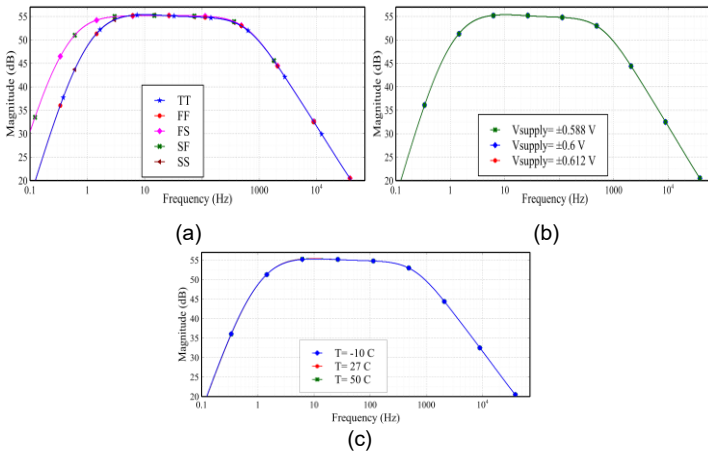 55
50
45
40
35
30
25
20
Magnitude (dB)
TT
FF
FS
SF
SS
0.1 1 10 100 1000 10⁴
Frequency (Hz)
(a)
55
50
45
40
35
30
25
20
Magnitude (dB)
Vsupply= ±0.588 V
Vsupply= ±0.6 V
Vsupply= ±0.612 V
0.1 1 10 100 1000 10⁴
Frequency (Hz)
(b)
55
50
45
40
35
30
25
20
Magnitude (dB)
T= -10 C
T= 27 C
T= 50 C
0.1 1 10 100 1000 10⁴
Frequency (Hz)
(c)